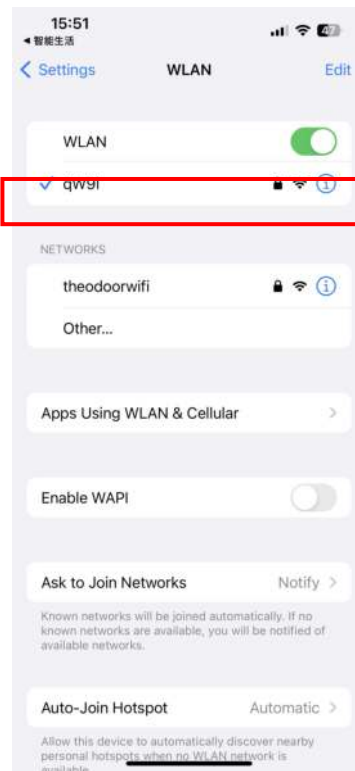 15:51
47
◀ 智能生活
Settings
WLAN
Edit
WLAN
NETWORKS
theodoorwifi
Other...
Apps Using WLAN & Cellular
Enable WAPI
Ask to Join Networks
Notify
Known networks will be joined automatically. If no
known networks are available, you will be notified of
available networks.
Auto-Join Hotspot
Automatic
Allow this device to automatically discover nearby
personal hotspots when no WLAN network is
available.